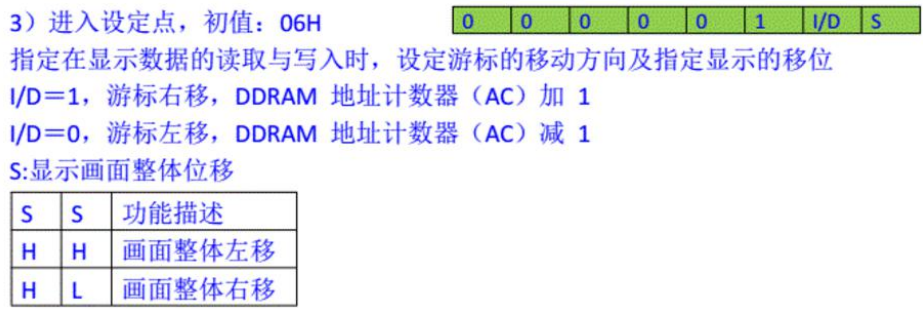 3）进入设定点，初值：06H 0 0 0 0 0 1 I/D S
指定在显示数据的读取与写入时，设定游标的移动方向及指定显示的移位
I/D＝1，游标右移，DDRAM 地址计数器（AC）加 1
I/D＝0，游标左移，DDRAM 地址计数器（AC）减 1
S:显示画面整体位移
S S 功能描述
H H 画面整体左移
H L 画面整体右移